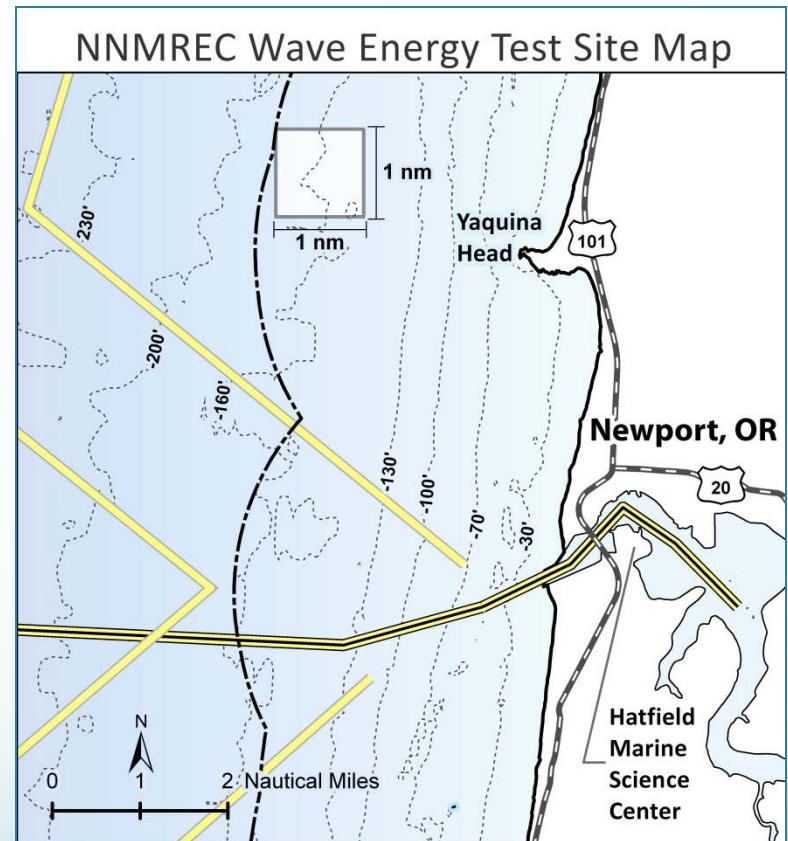 NNMREC Wave Energy Test Site Map
1 nm
1 nm
Yaquina
Head
101
230'
-200'
-160'
Newport, OR
20
-130'
-100'
-70'
-30'
N
0 1 2 Nautical Miles
Hatfield
Marine
Science
Center